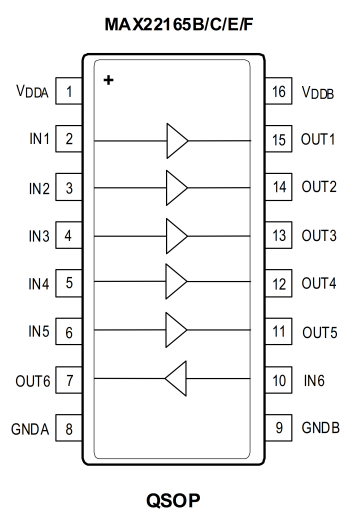 MAX22165B/C/E/F
VDDA 1 + 16 VDDB
IN1 2 15 OUT1
IN2 3 14 OUT2
IN3 4 13 OUT3
IN4 5 12 OUT4
IN5 6 11 OUT5
OUT6 7 10 IN6
GNDA 8 9 GNDB
QSOP